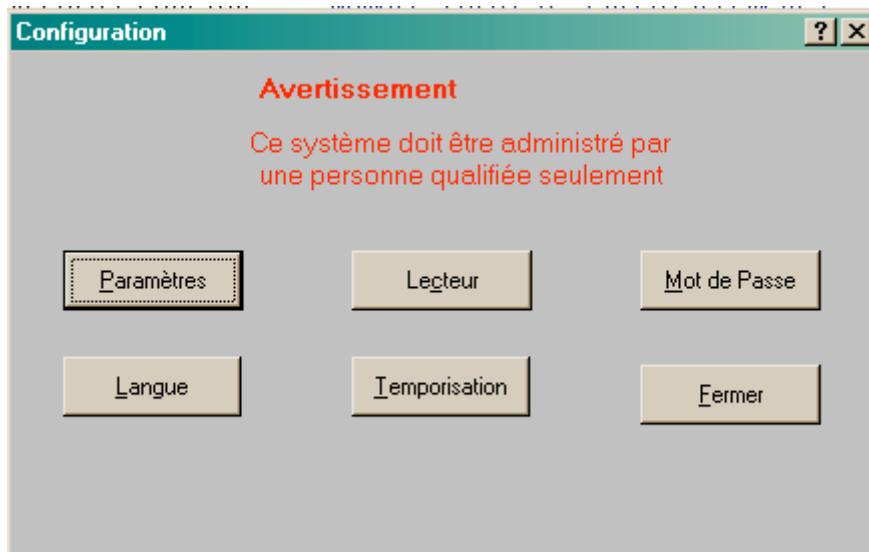 Configuration
Avertissement
Ce système doit être administré par
une personne qualifiée seulement
Paramètres Lecteur Mot de Passe
Langue Temporisation Fermer